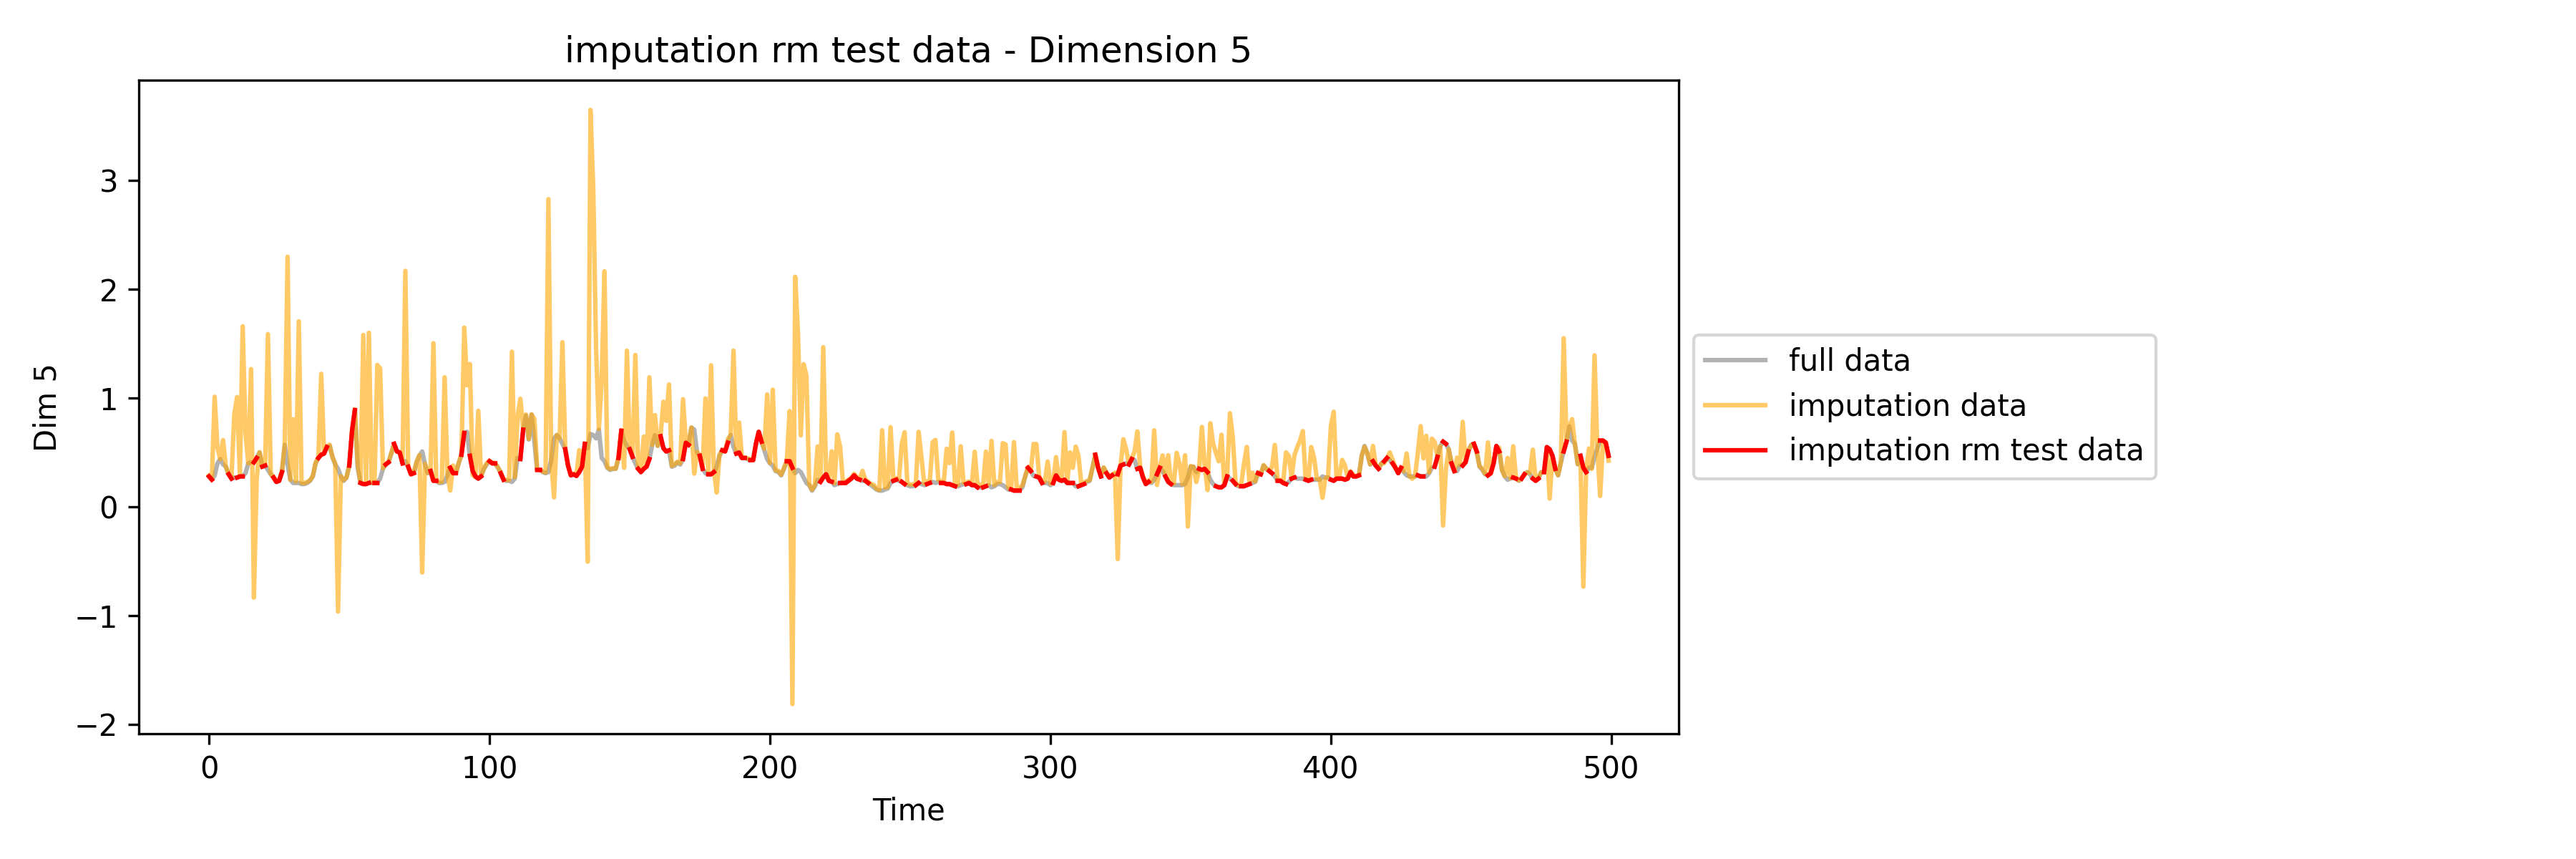 imputation rm test data - Dimension 5
3
2
1
0
−1
−2
Dim 5
0 100 200 300 400 500
Time
full data
imputation data
imputation rm test data